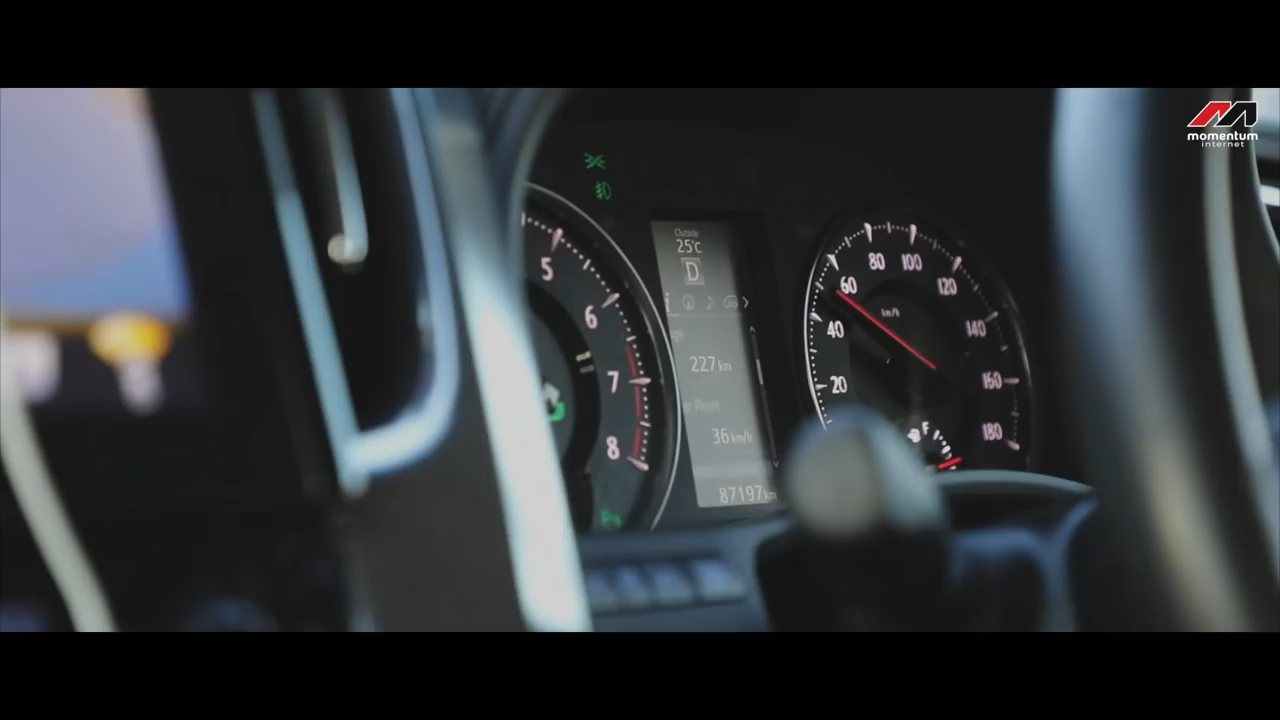 momentum
internet
5
6
7
8
Outside
25°C
D
227 km
36 km/h
87197 km
20
40
60
80
100
120
140
160
180
km/h
F